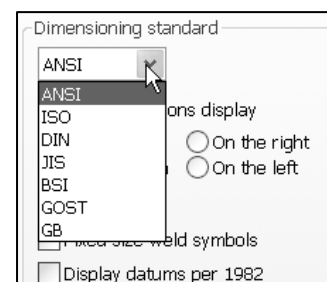 Dimensioning standard
ANSI
ANSI
ISO
ons display
DIN
On the right
JIS
On the left
BSI
GOST
GB
weld symbols
Display datums per 1982